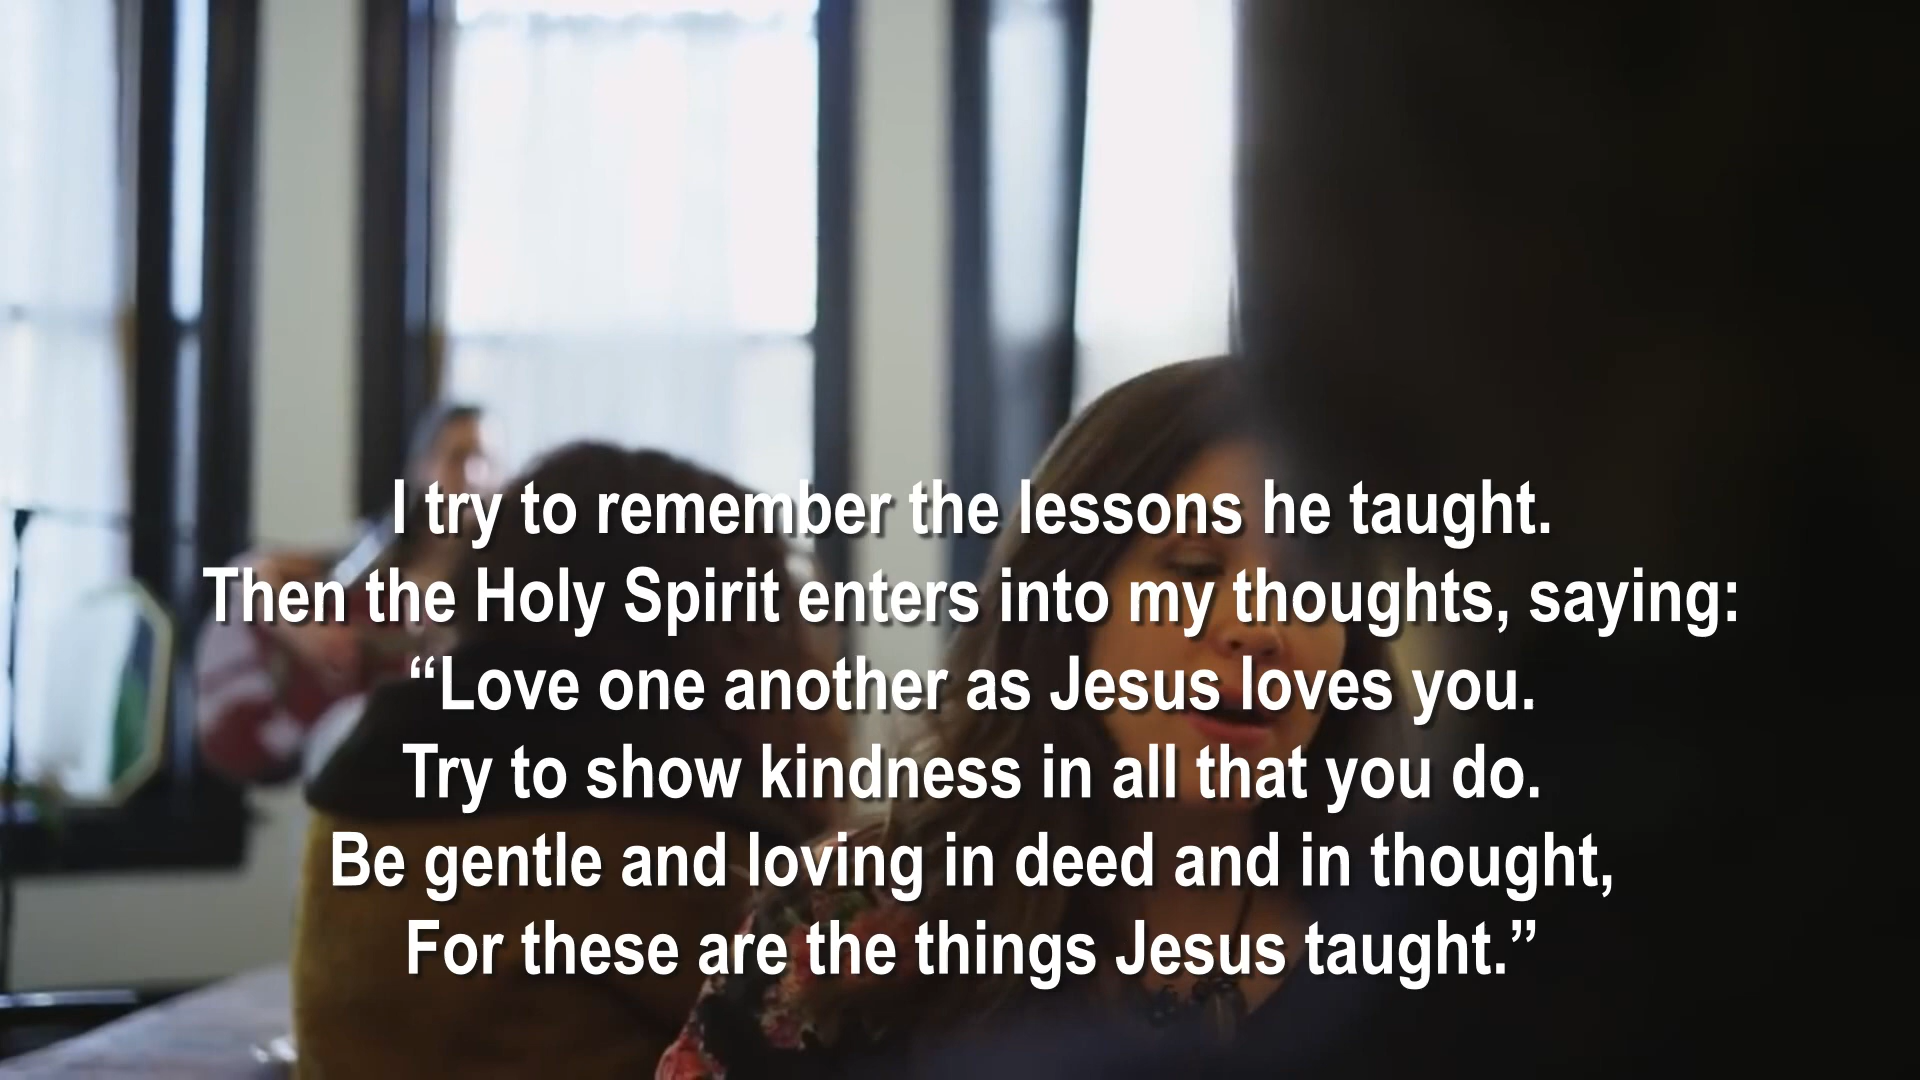 I try to remember the lessons he taught.
Then the Holy Spirit enters into my thoughts, saying:
“Love one another as Jesus loves you.
Try to show kindness in all that you do.
Be gentle and loving in deed and in thought,
For these are the things Jesus taught.”